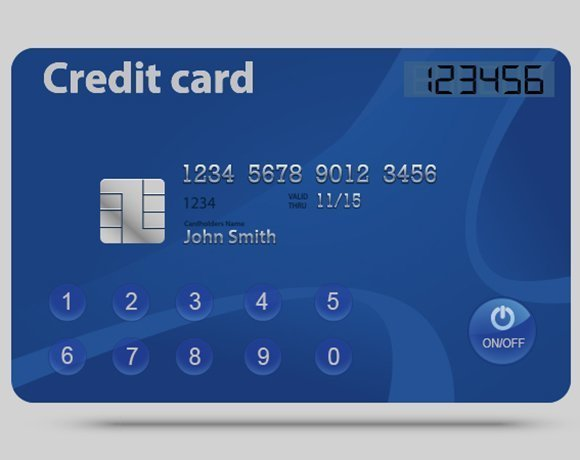 Credit card
123456
1234 5678 9012 3456
1234 VALID THRU 11/15
Cardholders Name
John Smith
1 2 3 4 5
6 7 8 9 0
ON/OFF